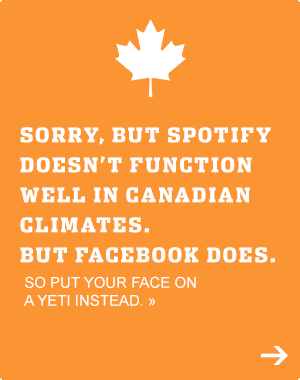 SORRY, BUT SPOTIFY
DOESN'T FUNCTION
WELL IN CANADIAN
CLIMATES.
BUT FACEBOOK DOES.
SO PUT YOUR FACE ON
A YETI INSTEAD. »